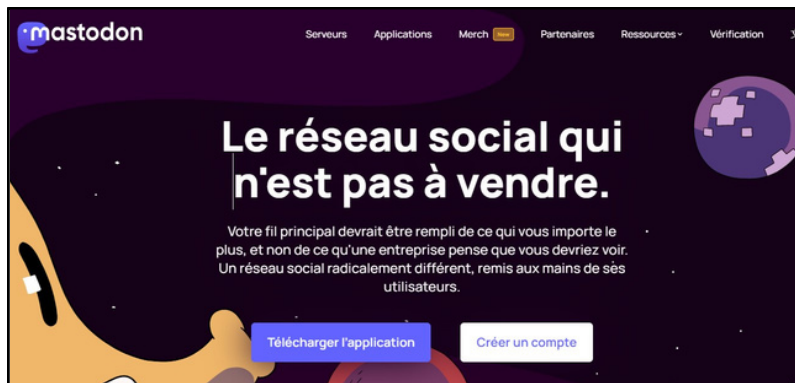 mastodon
Serveurs Applications Merch New Partenaires Ressources Vérification
Le réseau social qui
n'est pas à vendre.
Votre fil principal devrait être rempli de ce qui vous importe le
plus, et non de ce qu'une entreprise pense que vous devriez voir.
Un réseau social radicalement différent, remis aux mains de ses
utilisateurs.
Télécharger l'application Créer un compte